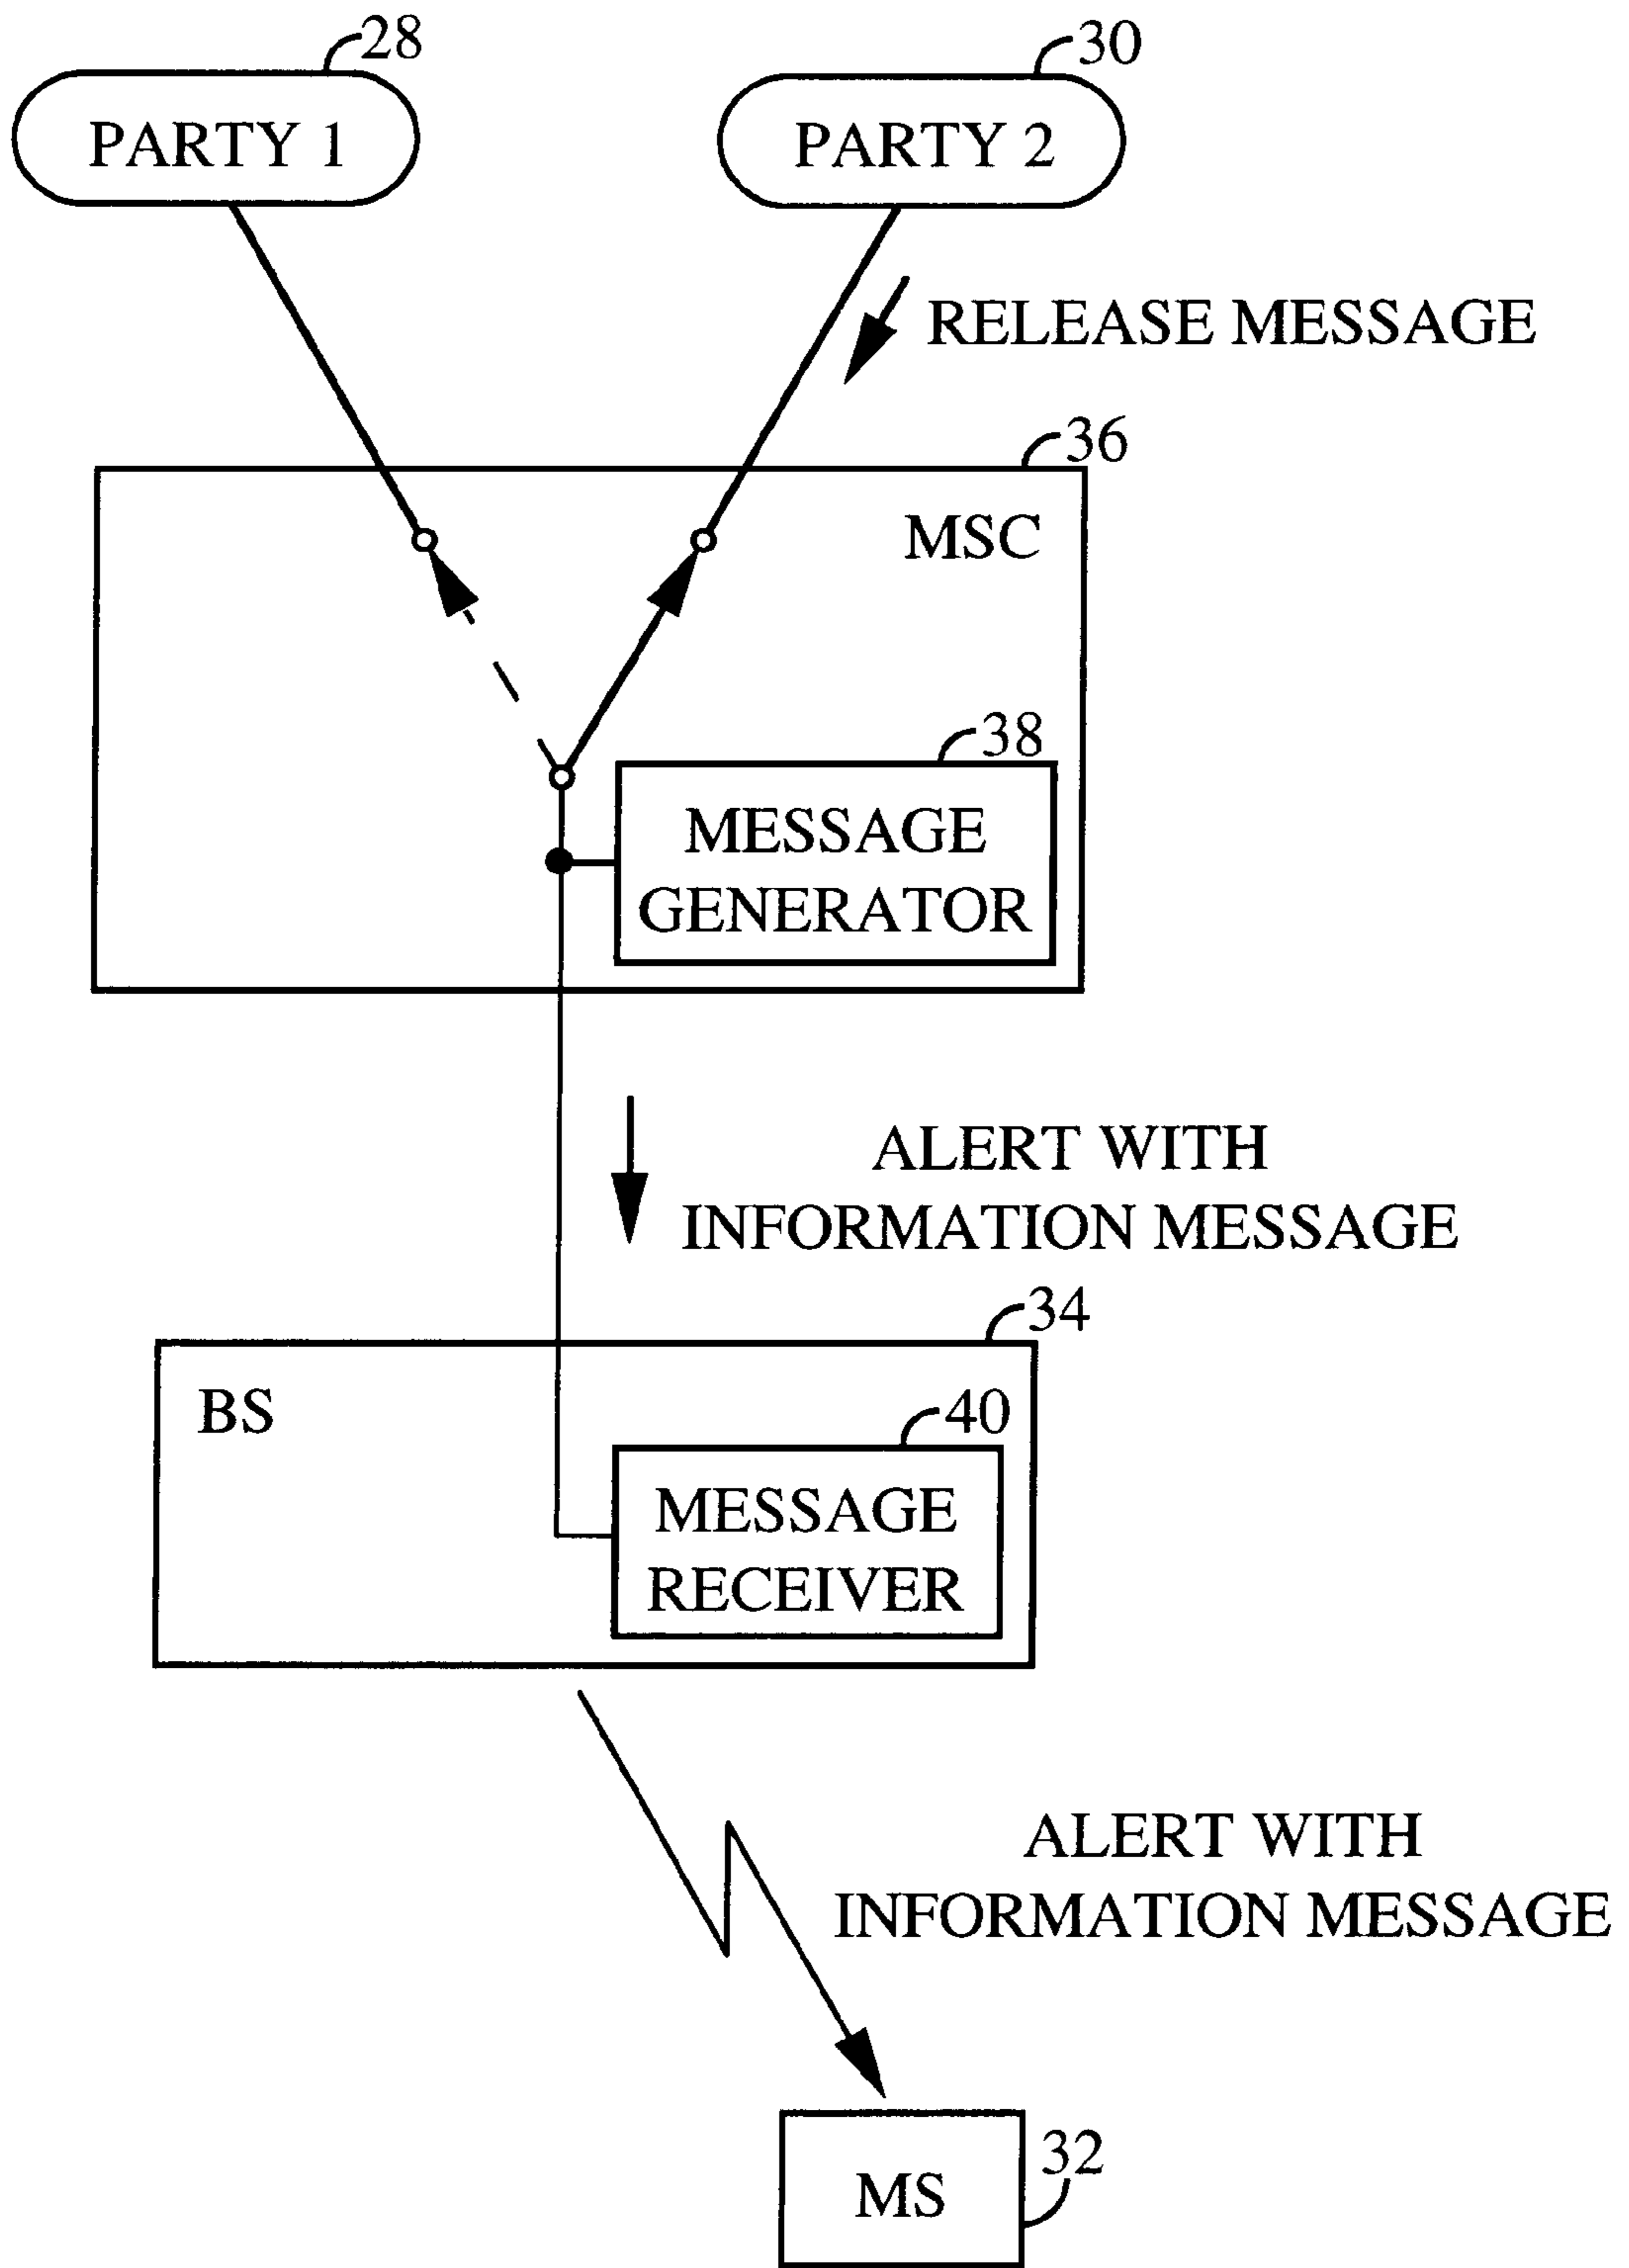 28
30
PARTY 1
PARTY 2
RELEASE MESSAGE
36
MSC
38
MESSAGE
GENERATOR
ALERT WITH
INFORMATION MESSAGE
34
BS
40
MESSAGE
RECEIVER
ALERT WITH
INFORMATION MESSAGE
32
MS